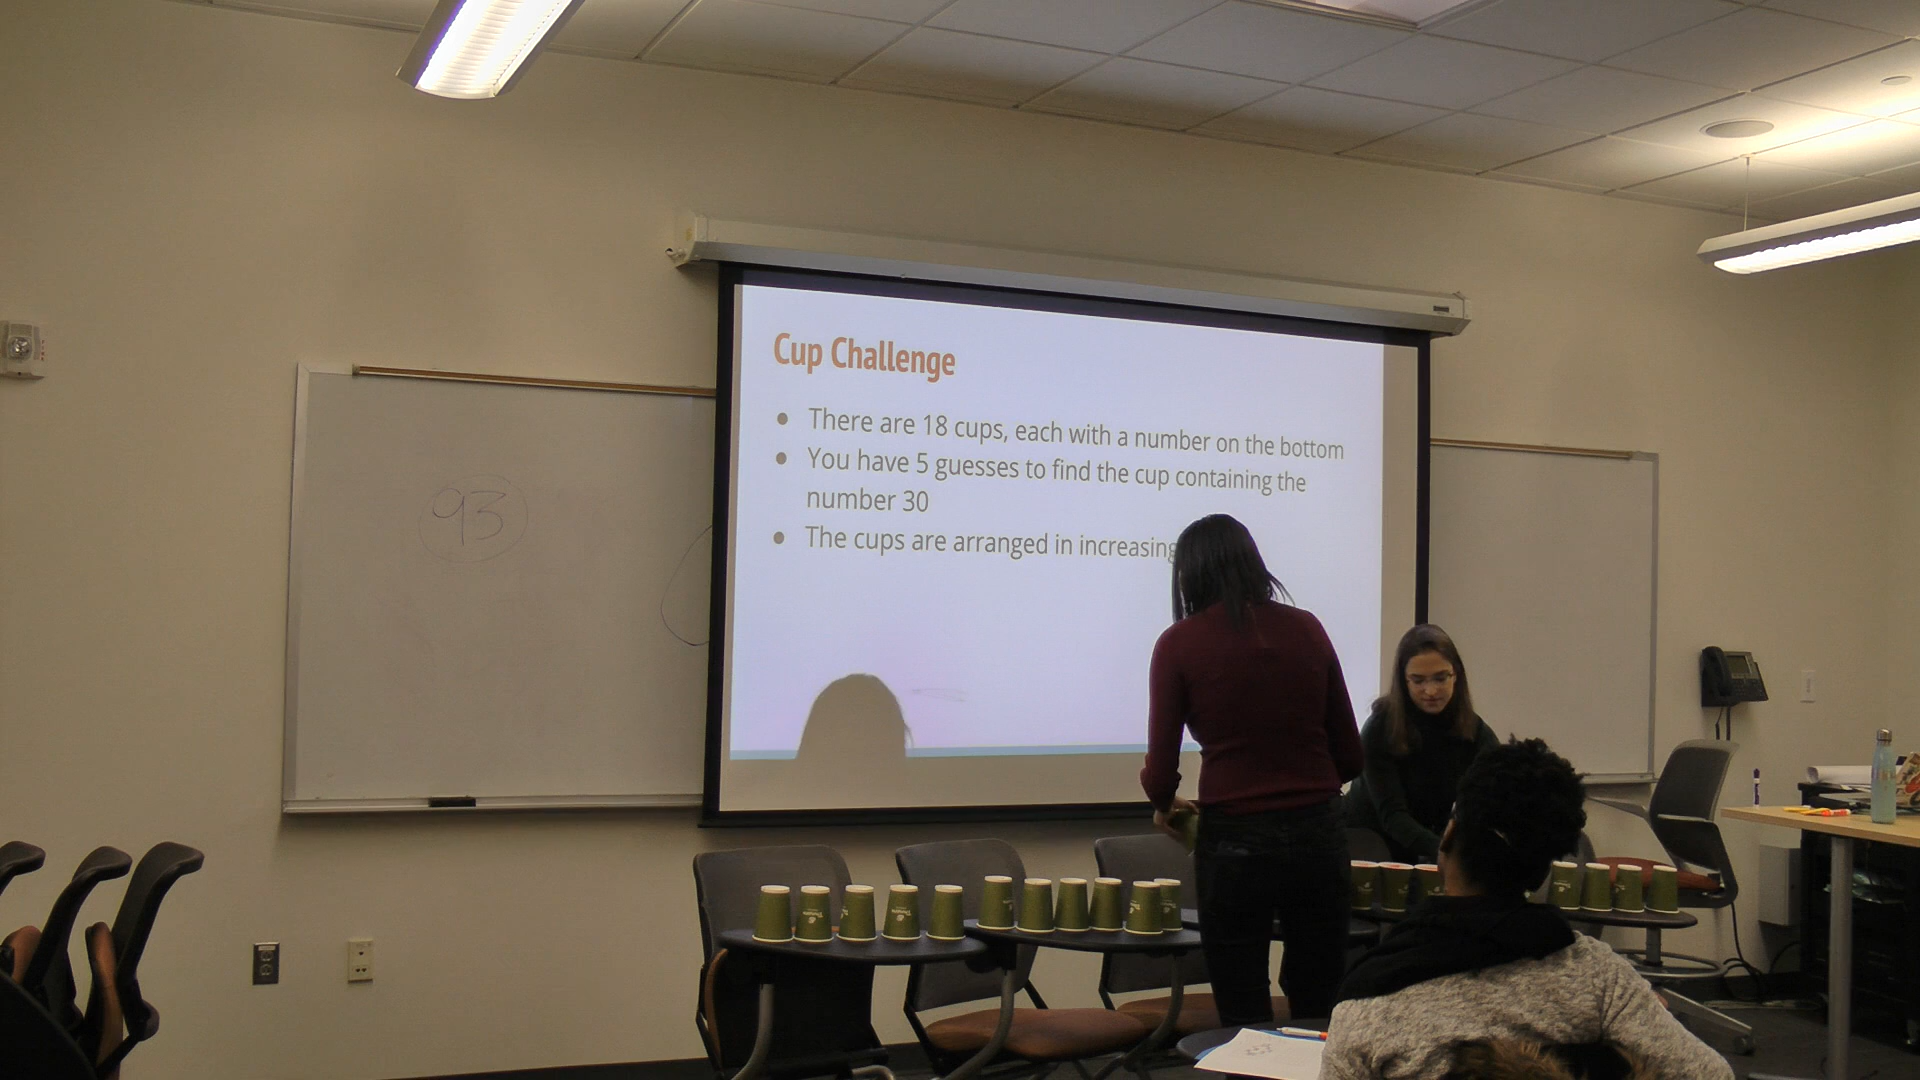 93
Cup Challenge
There are 18 cups, each with a number on the bottom
You have 5 guesses to find the cup containing the
number 30
The cups are arranged in increasing